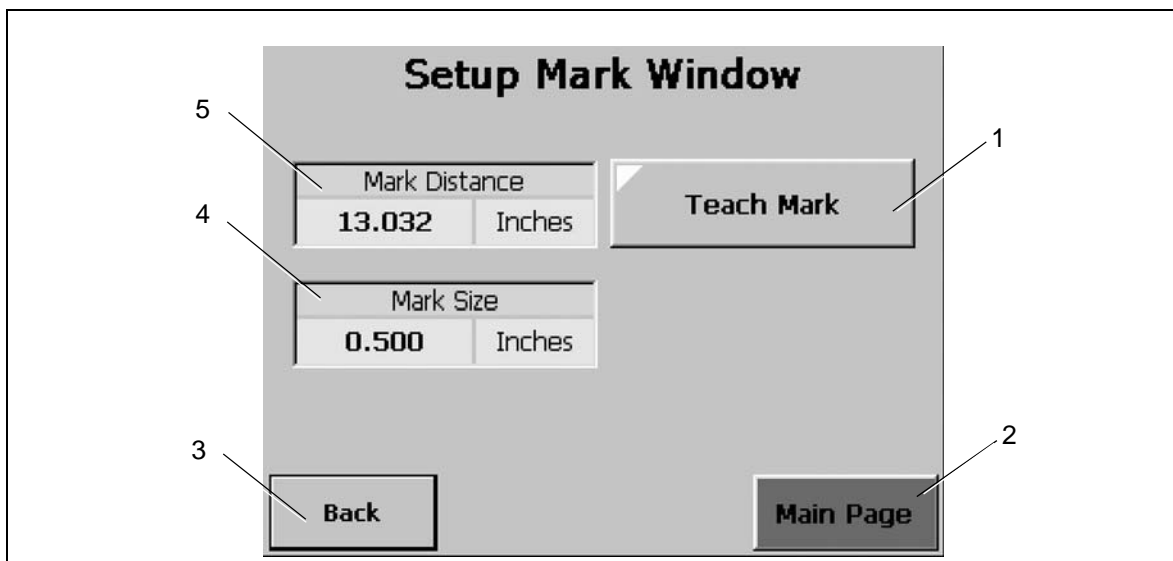 Setup Mark Window
5
1
Mark Distance
Teach Mark
13.032 Inches
4
Mark Size
0.500 Inches
3
2
Back
Main Page